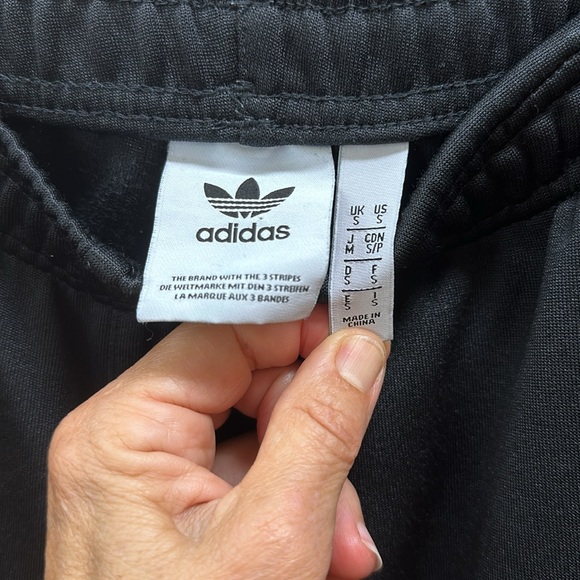 adidas
THE BRAND WITH THE 3 STRIPES
DIE WELTMARKE MIT DEN 3 STREIFEN
LA MARQUE AUX 3 BANDES
UK US
S S
J CDN
M S/P
D F
S S
E I
S S
MADE IN
CHINA